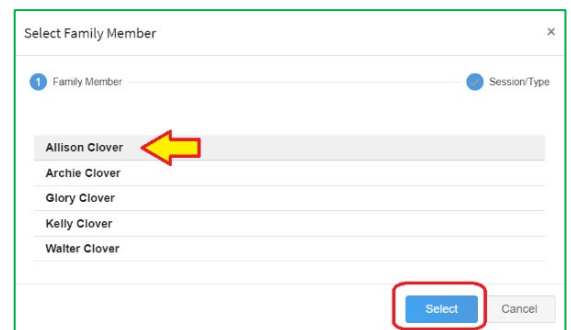 Select Family Member ×
1 Family Member Session/Type
Allison Clover
Archie Clover
Glory Clover
Kelly Clover
Walter Clover
Select Cancel